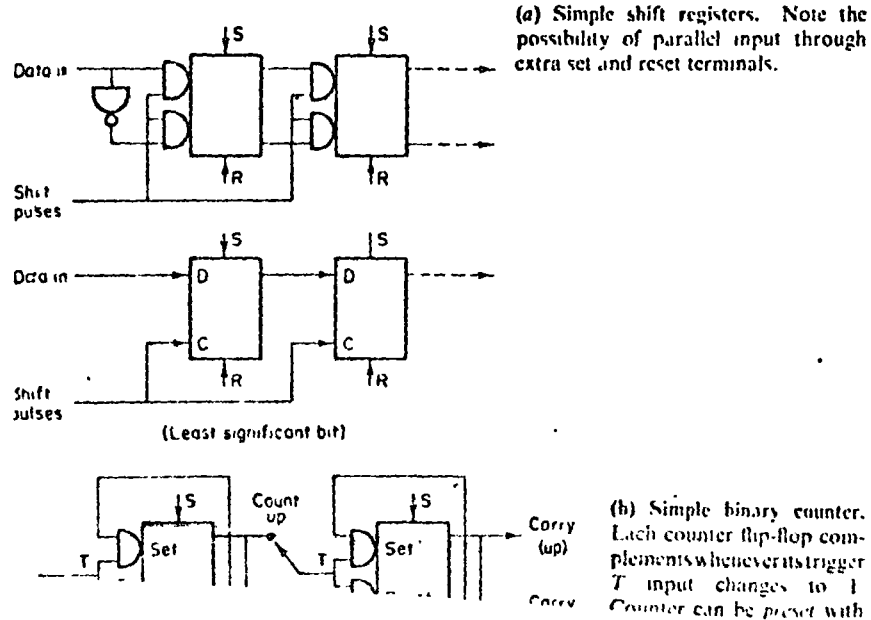 (a) Simple shift registers. Note the
possibility of parallel input through
extra set and reset terminals.
S
S
Data in
R
R
Shift
pulses
S
S
Data in
D
D
C
C
R
R
Shift
pulses
(Least significant bit)
S
Count
up
S
T
Set
T
Set
Carry
(up)
Carry
(b) Simple binary counter.
Each counter flip-flop com-
plements whenever its trigger
T input changes to 1
Counter can be preset with